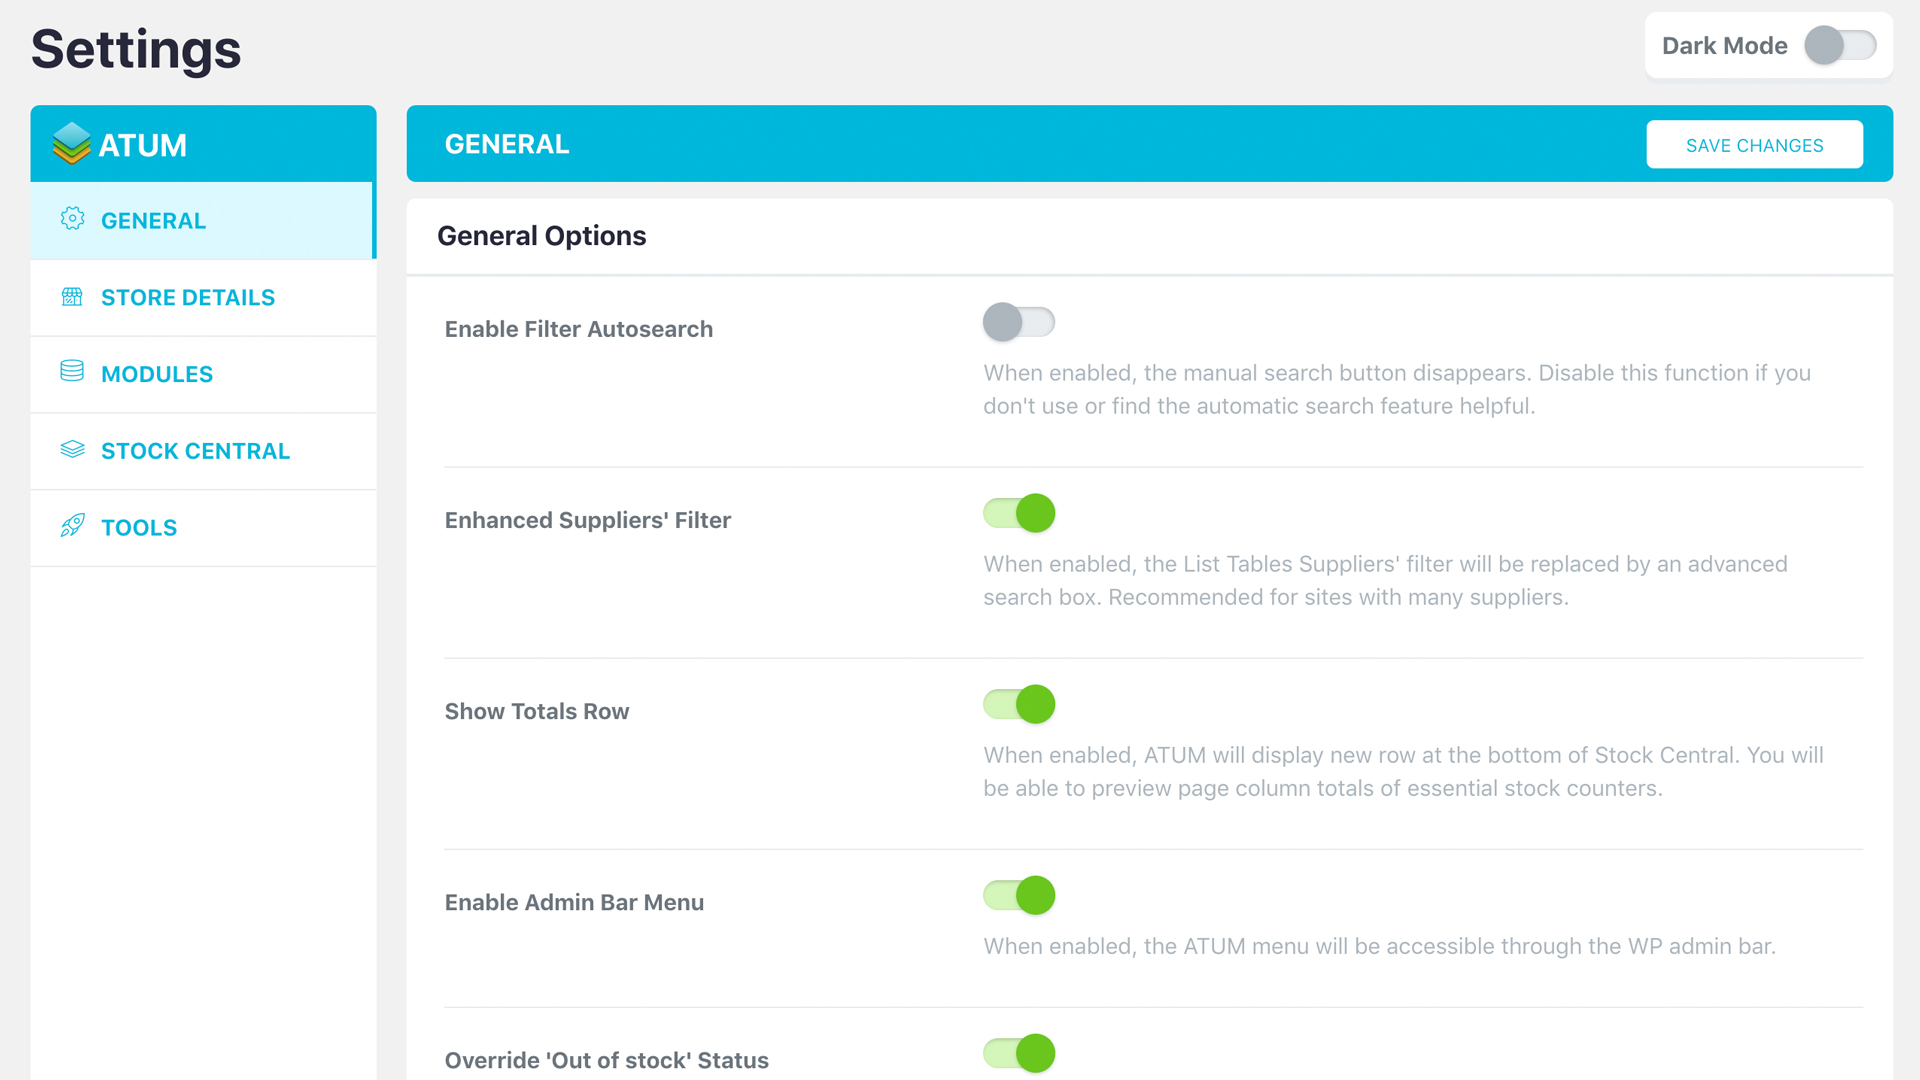 Settings
Dark Mode
ATUM
GENERAL
STORE DETAILS
MODULES
STOCK CENTRAL
TOOLS
GENERAL
SAVE CHANGES
General Options
Enable Filter Autosearch
When enabled, the manual search button disappears. Disable this function if you
don't use or find the automatic search feature helpful.
Enhanced Suppliers' Filter
When enabled, the List Tables Suppliers' filter will be replaced by an advanced
search box. Recommended for sites with many suppliers.
Show Totals Row
When enabled, ATUM will display new row at the bottom of Stock Central. You will
be able to preview page column totals of essential stock counters.
Enable Admin Bar Menu
When enabled, the ATUM menu will be accessible through the WP admin bar.
Override 'Out of stock' Status